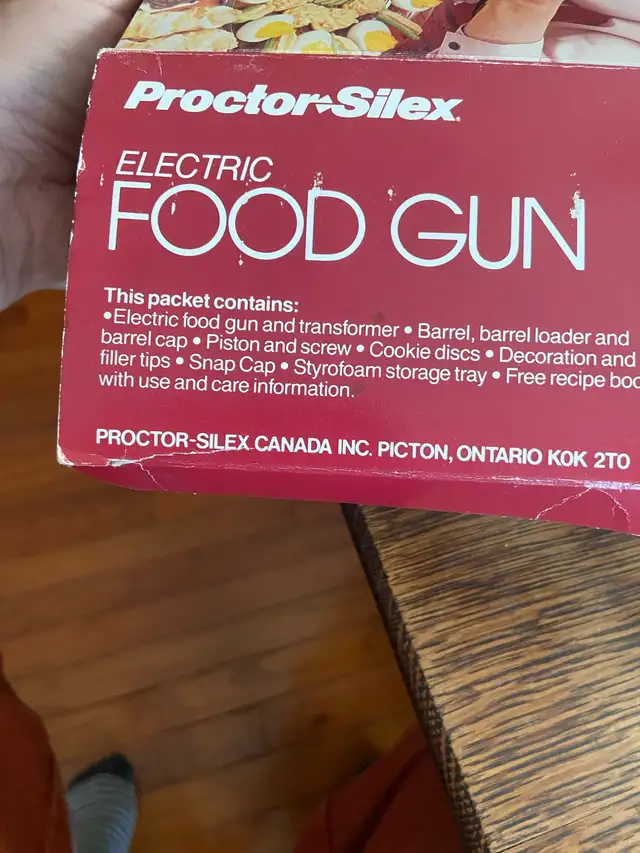 Proctor-Silex®
ELECTRIC
FOOD GUN
This packet contains:
•Electric food gun and transformer • Barrel, barrel loader and
barrel cap • Piston and screw • Cookie discs • Decoration and
filler tips • Snap Cap • Styrofoam storage tray • Free recipe
with use and care information.
PROCTOR-SILEX CANADA INC. PICTON, ONTARIO K0K 2T0